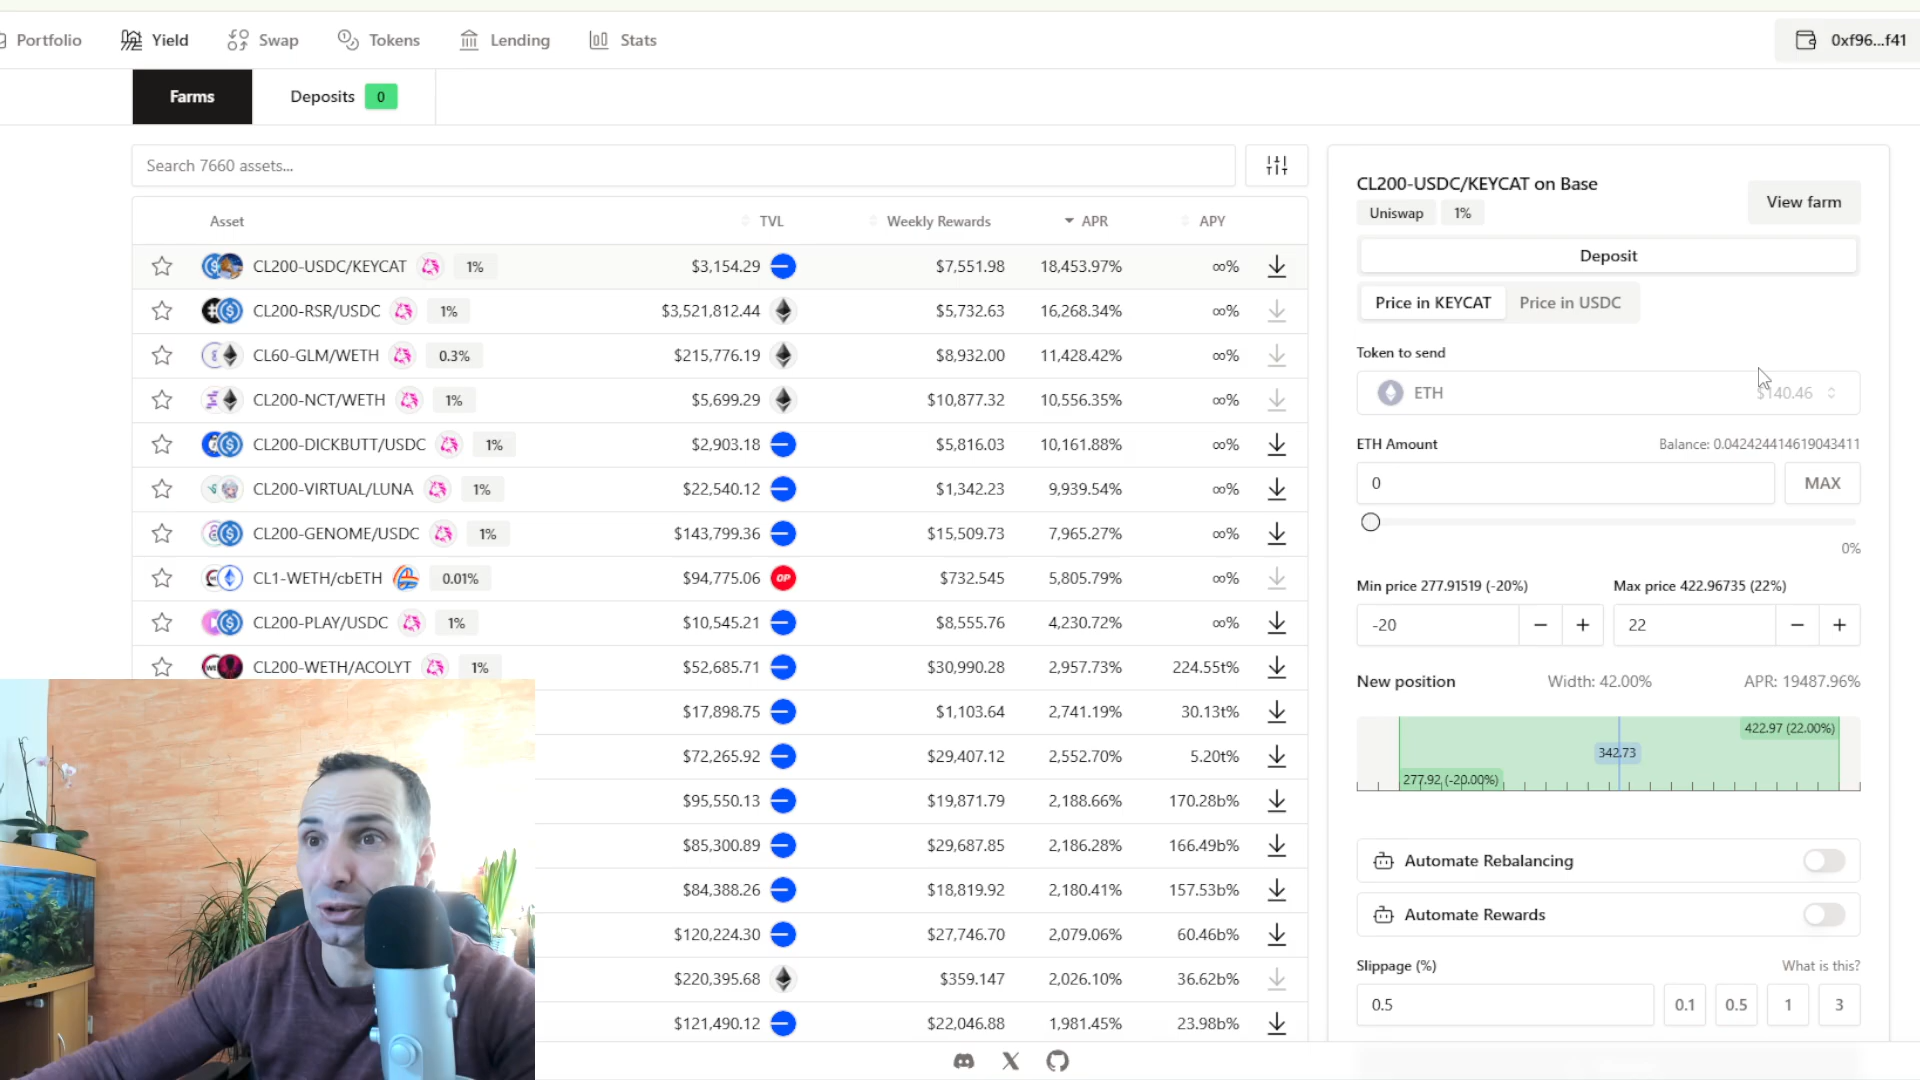 Portfolio Yield Swap Tokens Lending Stats 0xf96...f41
Farms Deposits 0
Search 7660 assets...
Asset TVL Weekly Rewards APR APY
CL200-USDC/KEYCAT 1% $3,154.29 $7,551.98 18,453.97% ∞%
CL200-RSR/USDC 1% $3,521,812.44 $5,732.63 16,268.34% ∞%
CL60-GLM/WETH 0.3% $215,776.19 $8,932.00 11,428.42% ∞%
CL200-NCT/WETH 1% $5,699.29 $10,877.32 10,556.35% ∞%
CL200-DICKBUTT/USDC 1% $2,903.18 $5,816.03 10,161.88% ∞%
CL200-VIRTUAL/LUNA 1% $22,540.12 $1,342.23 9,939.54% ∞%
CL200-GENOME/USDC 1% $143,799.36 $15,509.73 7,965.27% ∞%
CL1-WETH/cbETH 0.01% $94,775.06 OP $732.545 5,805.79% ∞%
CL200-PLAY/USDC 1% $10,545.21 $8,555.76 4,230.72% ∞%
CL200-WETH/ACOLYT 1% $52,685.71 $30,990.28 2,957.73% 224.55t%
$17,898.75 $1,103.64 2,741.19% 30.13t%
$72,265.92 $29,407.12 2,552.70% 5.20t%
$95,550.13 $19,871.79 2,188.66% 170.28b%
$85,300.89 $29,687.85 2,186.28% 166.49b%
$84,388.26 $18,819.92 2,180.41% 157.53b%
$120,224.30 $27,746.70 2,079.06% 60.46b%
$220,395.68 $359.147 2,026.10% 36.62b%
$121,490.12 $22,046.88 1,981.45% 23.98b%
CL200-USDC/KEYCAT on Base
Uniswap 1% View farm
Deposit
Price in KEYCAT Price in USDC
Token to send
ETH $140.46
ETH Amount Balance: 0.042424414619043411
0 MAX
0%
Min price 277.91519 (-20%) Max price 422.96735 (22%)
-20 − + 22 − +
New position Width: 42.00% APR: 19487.96%
422.97 (22.00%)
342.73
277.92 (-20.00%)
Automate Rebalancing
Automate Rewards
Slippage (%) What is this?
0.5 0.1 0.5 1 3